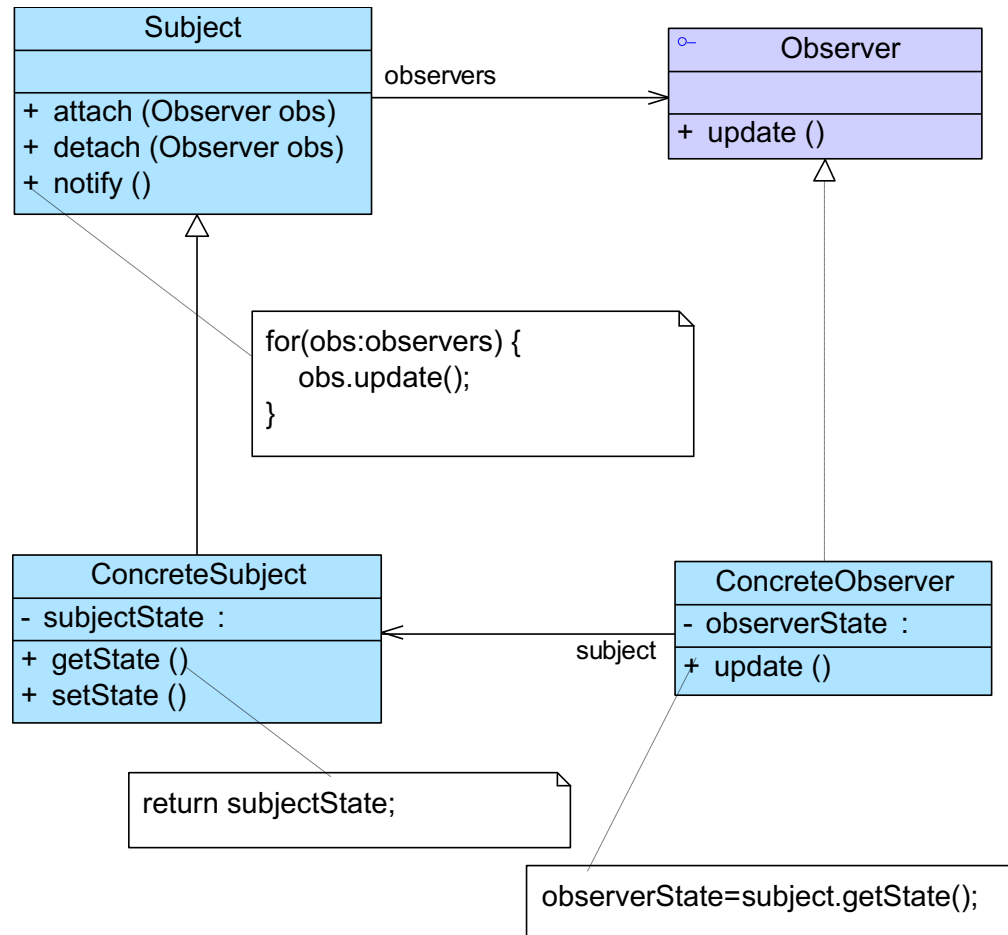 Subject
+ attach (Observer obs)
+ detach (Observer obs)
+ notify ()
observers
Observer
+ update ()
for(obs:observers) {
obs.update();
}
ConcreteSubject
- subjectState :
+ getState ()
+ setState ()
subject
ConcreteObserver
- observerState :
+ update ()
return subjectState;
observerState=subject.getState();